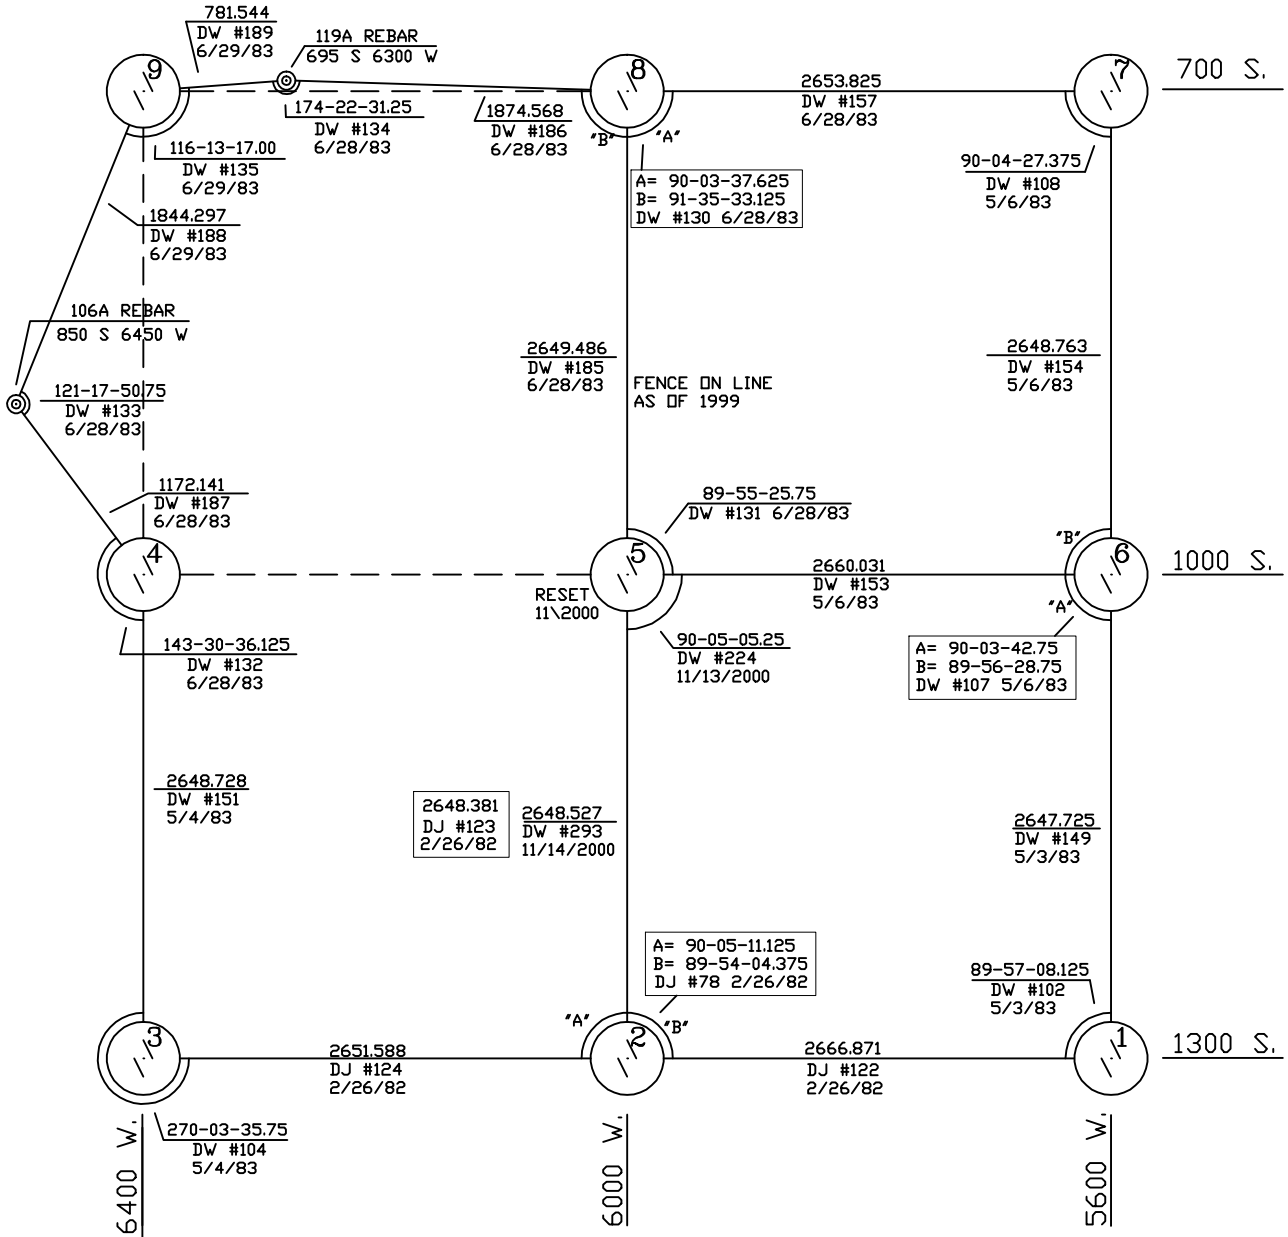 781.544
DW #189
6/29/83
119A REBAR
695 S 6300 W
9
8
7
700 S.
174-22-31.25
DW #134
6/28/83
1874.568
DW #186
6/28/83
"B"
"A"
2653.825
DW #157
6/28/83
116-13-17.00
DW #135
6/29/83
A= 90-03-37.625
B= 91-35-33.125
DW #130 6/28/83
90-04-27.375
DW #108
5/6/83
1844.297
DW #188
6/29/83
106A REBAR
850 S 6450 W
2649.486
DW #185
6/28/83
FENCE ON LINE
AS OF 1999
2648.763
DW #154
5/6/83
121-17-50.75
DW #133
6/28/83
1172.141
DW #187
6/28/83
89-55-25.75
DW #131 6/28/83
4
5
6
1000 S.
RESET
11\2000
2660.031
DW #153
5/6/83
"B"
"A"
143-30-36.125
DW #132
6/28/83
90-05-05.25
DW #224
11/13/2000
A= 90-03-42.75
B= 89-56-28.75
DW #107 5/6/83
2648.728
DW #151
5/4/83
2648.381
DJ #123
2/26/82
2648.527
DW #293
11/14/2000
2647.725
DW #149
5/3/83
A= 90-05-11.125
B= 89-54-04.375
DJ #78 2/26/82
89-57-08.125
DW #102
5/3/83
"A"
"B"
3
2
1
1300 S.
2651.588
DJ #124
2/26/82
2666.871
DJ #122
2/26/82
270-03-35.75
DW #104
5/4/83
6400 W.
6000 W.
5600 W.